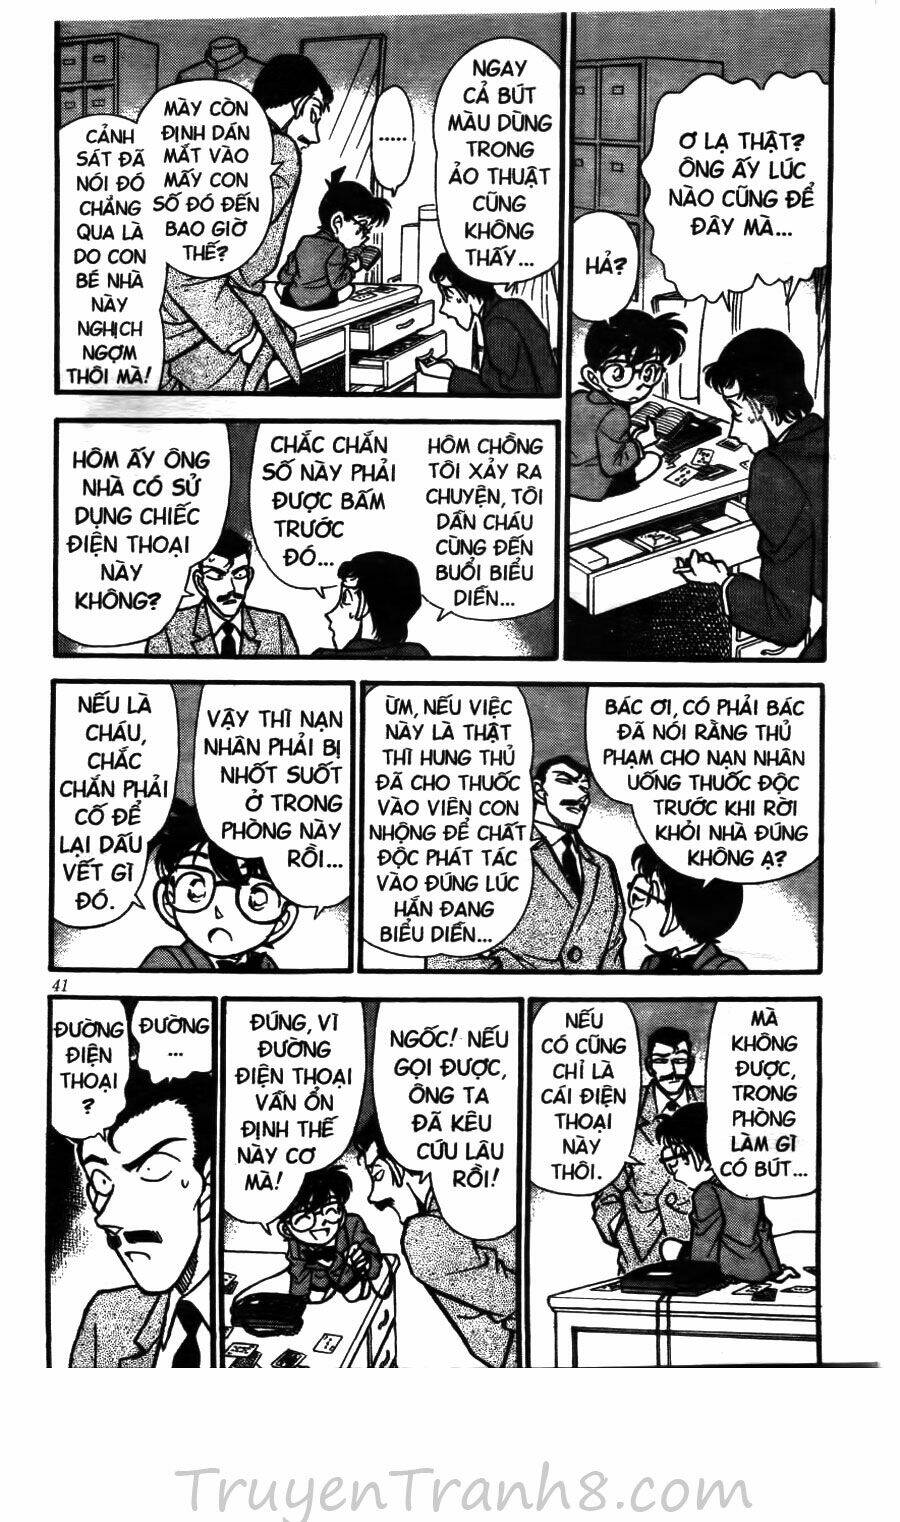 Ơ LẠ THẬT?
ÔNG ẤY LÚC
NÀO CŨNG ĐỂ
ĐÂY MÀ...
HẢ?
NGAY
CẢ BÚT
MÀU DÙNG
TRONG
ẢO THUẬT
CŨNG
KHÔNG
THẤY...
......
MÀY CÒN
ĐỊNH DÁN
MẮT VÀO
MẤY CON
SỐ ĐÓ ĐẾN
BAO GIỜ
THẾ?
CẢNH
SÁT ĐÃ
NÓI ĐÓ
CHẲNG
QUA LÀ
DO CON
BÉ NHÀ
NÀY
NGHỊCH
NGỢM
THÔI MÀ!
HÔM CHỒNG
TÔI XẢY RA
CHUYỆN, TÔI
DẪN CHÁU
CÙNG ĐẾN
BUỔI BIỂU
DIỄN...
CHẮC CHẮN
SỐ NÀY PHẢI
ĐƯỢC BẤM
TRƯỚC
ĐÓ...
HÔM ẤY ÔNG
NHÀ CÓ SỬ
DỤNG CHIẾC
ĐIỆN THOẠI
NÀY
KHÔNG?
BÁC ƠI, CÓ PHẢI BÁC
ĐÃ NÓI RẰNG THỦ
PHẠM CHO NẠN NHÂN
UỐNG THUỐC ĐỘC
TRƯỚC KHI RỜI
KHỎI NHÀ ĐÚNG
KHÔNG Ạ?
ỪM, NẾU VIỆC
NÀY LÀ THẬT
THÌ HUNG THỦ
ĐÃ CHO THUỐC
VÀO VIÊN CON
NHỘNG ĐỂ CHẤT
ĐỘC PHÁT TÁC
VÀO ĐÚNG LÚC
HẮN ĐANG
BIỂU DIỄN...
VẬY THÌ NẠN
NHÂN PHẢI BỊ
NHỐT SUỐT
Ở TRONG
PHÒNG NÀY
RỒI...
NẾU LÀ
CHÁU,
CHẮC
CHẮN PHẢI
CỐ ĐỂ
LẠI DẤU
VẾT GÌ
ĐÓ.
41
MÀ
KHÔNG
ĐƯỢC,
TRONG
PHÒNG
LÀM GÌ
CÓ BÚT...
NẾU
CÓ CŨNG
CHỈ LÀ
CÁI ĐIỆN
THOẠI
NÀY
THÔI.
NGỐC! NẾU
GỌI ĐƯỢC,
ÔNG TA
ĐÃ KÊU
CỨU LÂU
RỒI!
ĐÚNG, VÌ
ĐƯỜNG
ĐIỆN THOẠI
VẪN ỔN
ĐỊNH THẾ
NÀY CƠ
MÀ!
ĐƯỜNG
...
ĐƯỜNG
ĐIỆN
THOẠI
?
TruyenTranh8.com